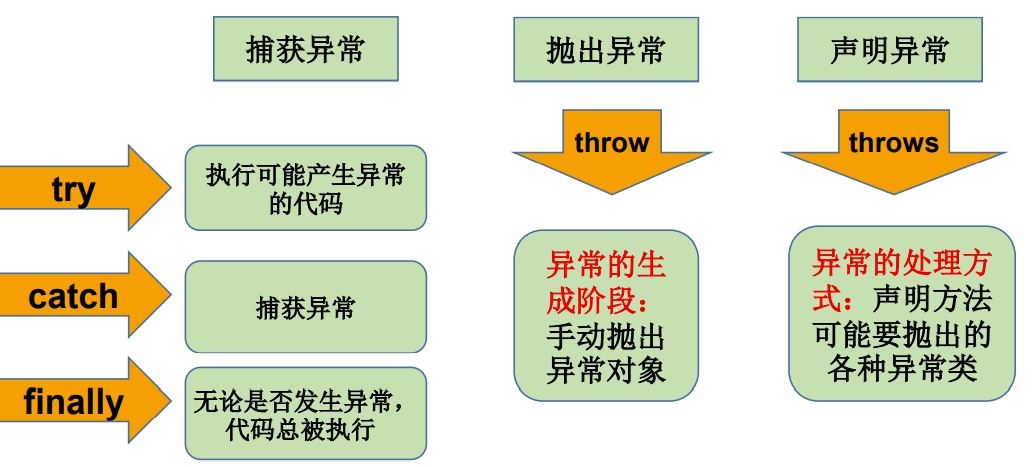 捕获异常
抛出异常
声明异常
try
执行可能产生异常
的代码
catch
捕获异常
finally
无论是否发生异常，
代码总被执行
throw
异常的生
成阶段：
手动抛出
异常对象
throws
异常的处理方
式：声明方法
可能要抛出的
各种异常类